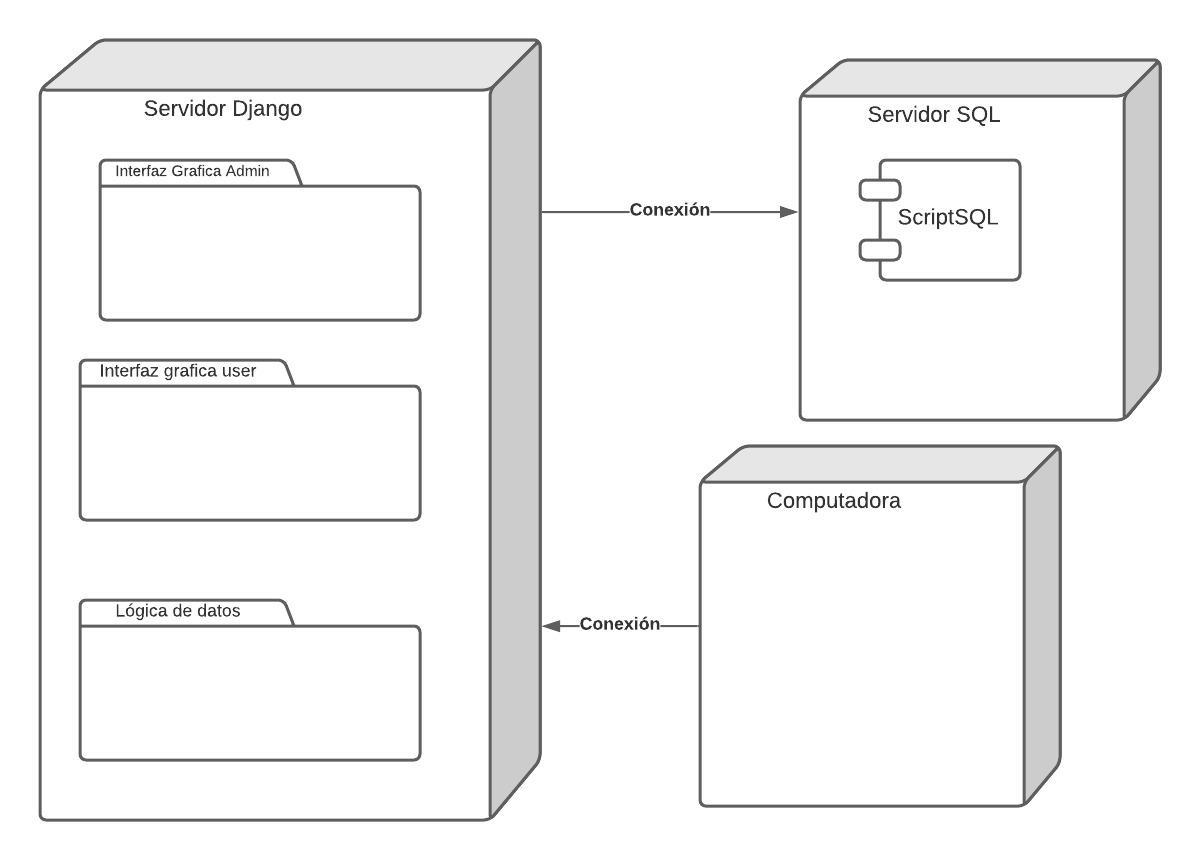 Servidor Django
Interfaz Grafica Admin
Interfaz grafica user
Lógica de datos
Conexión
Servidor SQL
ScriptSQL
Conexión
Computadora